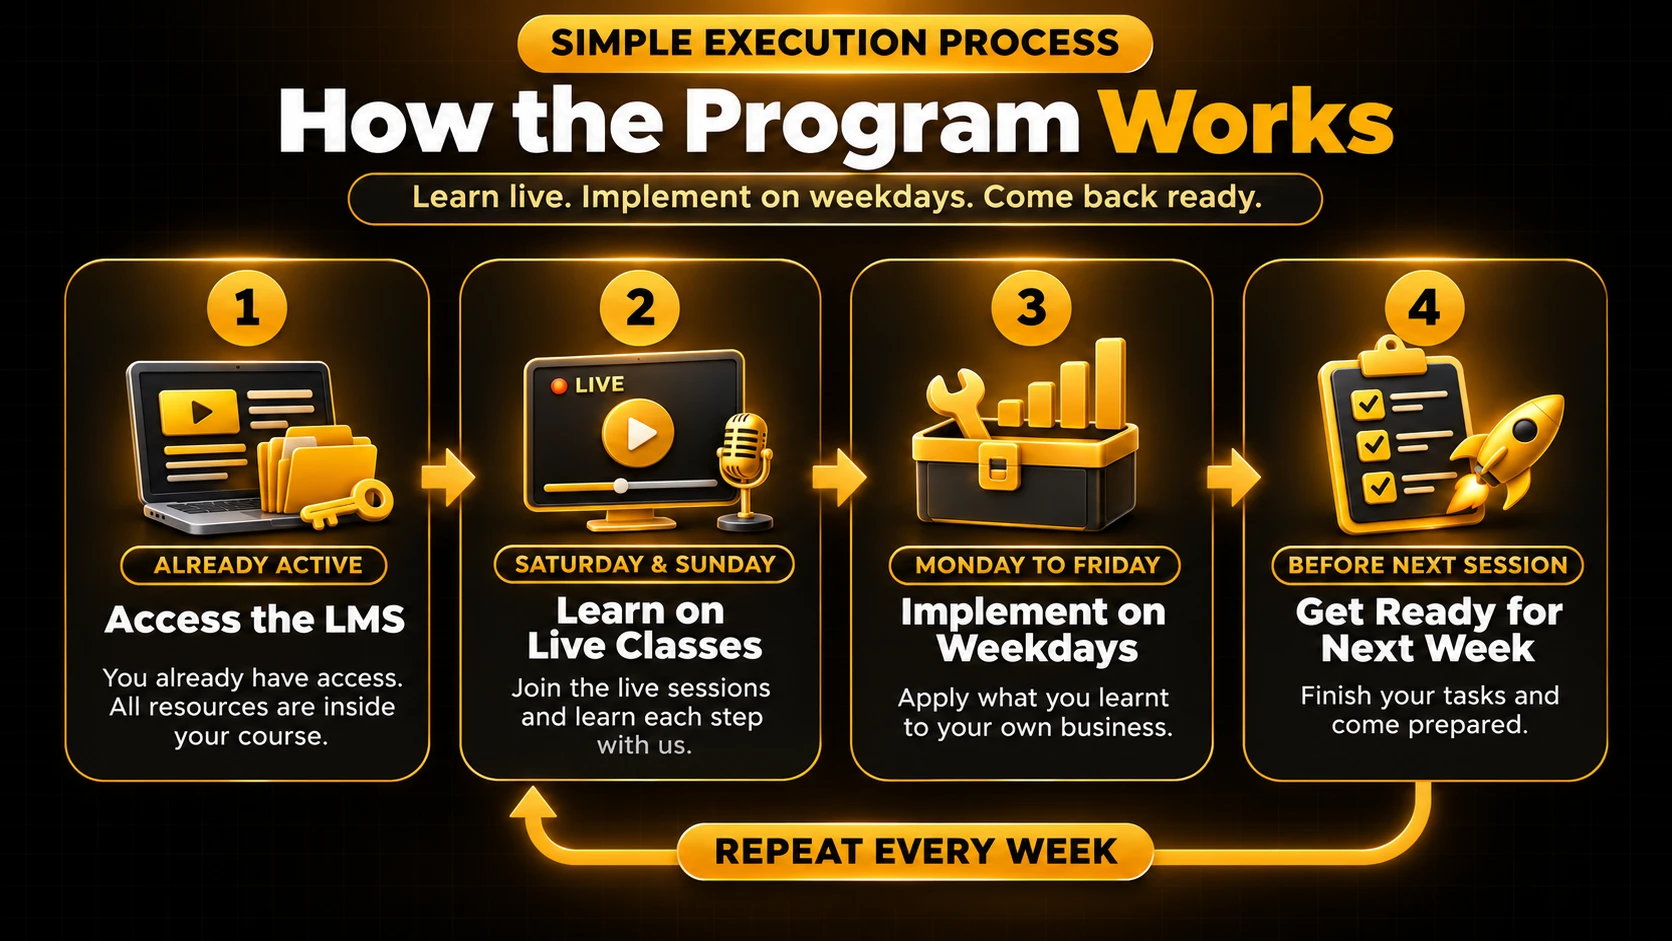 SIMPLE EXECUTION PROCESS
How the Program Works
Learn live. Implement on weekdays. Come back ready.
1
ALREADY ACTIVE
Access the LMS
You already have access.
All resources are inside
your course.
2
LIVE
SATURDAY & SUNDAY
Learn on
Live Classes
Join the live sessions
and learn each step
with us.
3
MONDAY TO FRIDAY
Implement on
Weekdays
Apply what you learnt
to your own business.
4
BEFORE NEXT SESSION
Get Ready for
Next Week
Finish your tasks and
come prepared.
REPEAT EVERY WEEK